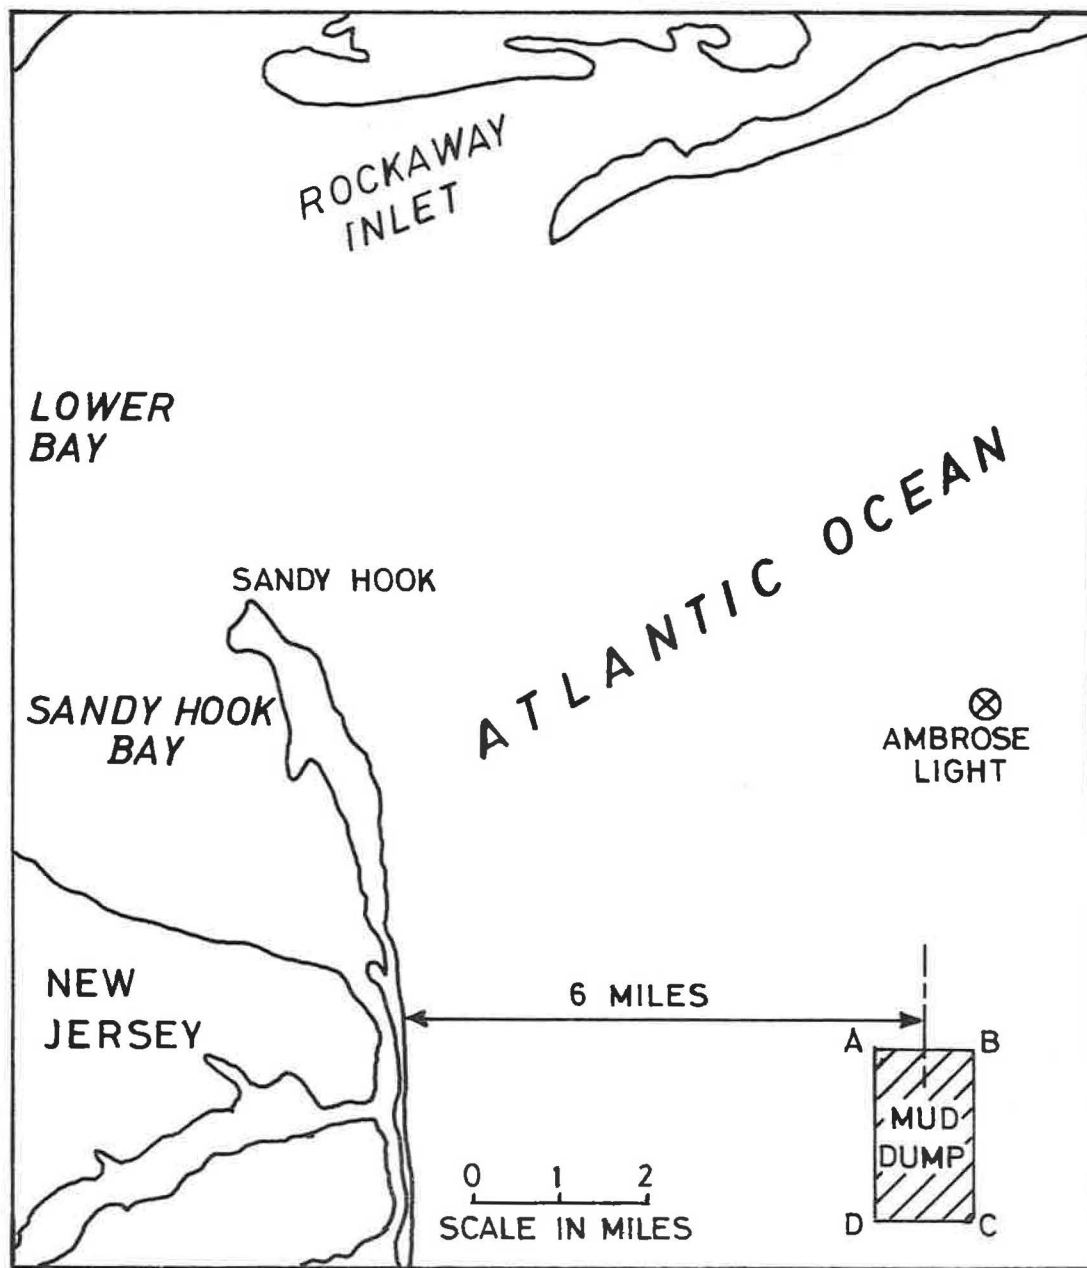 ROCKAWAY
INLET
LOWER
BAY
ATLANTIC OCEAN
SANDY HOOK
SANDY HOOK
BAY
AMBROSE
LIGHT
NEW
JERSEY
6 MILES
A B
MUD
DUMP
D C
0 1 2
SCALE IN MILES